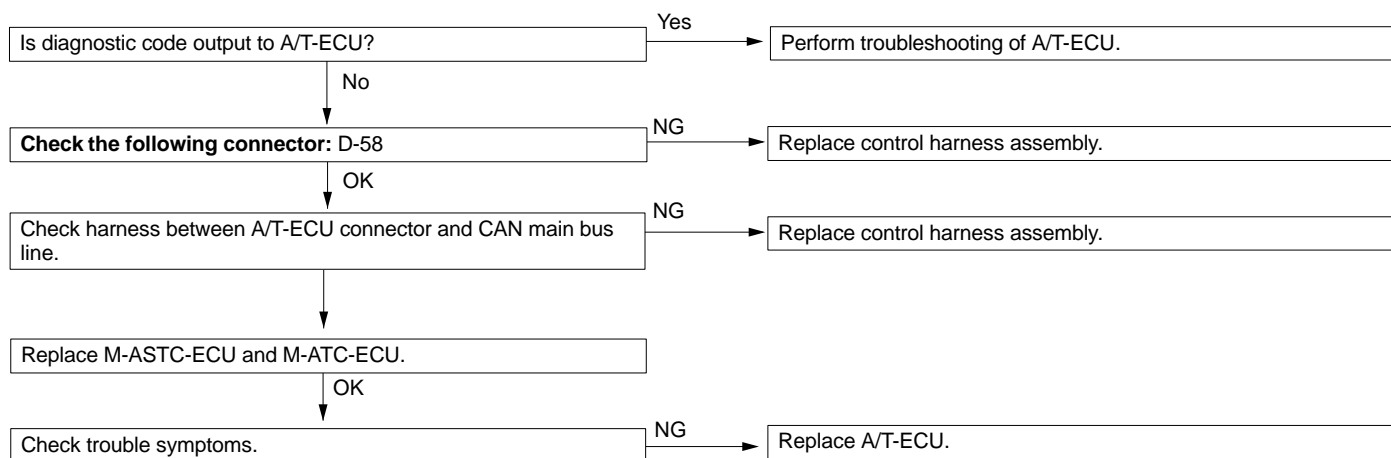 Is diagnostic code output to A/T-ECU?
Yes
Perform troubleshooting of A/T-ECU.
No
Check the following connector: D-58
NG
Replace control harness assembly.
OK
Check harness between A/T-ECU connector and CAN main bus
line.
NG
Replace control harness assembly.
Replace M-ASTC-ECU and M-ATC-ECU.
OK
Check trouble symptoms.
NG
Replace A/T-ECU.